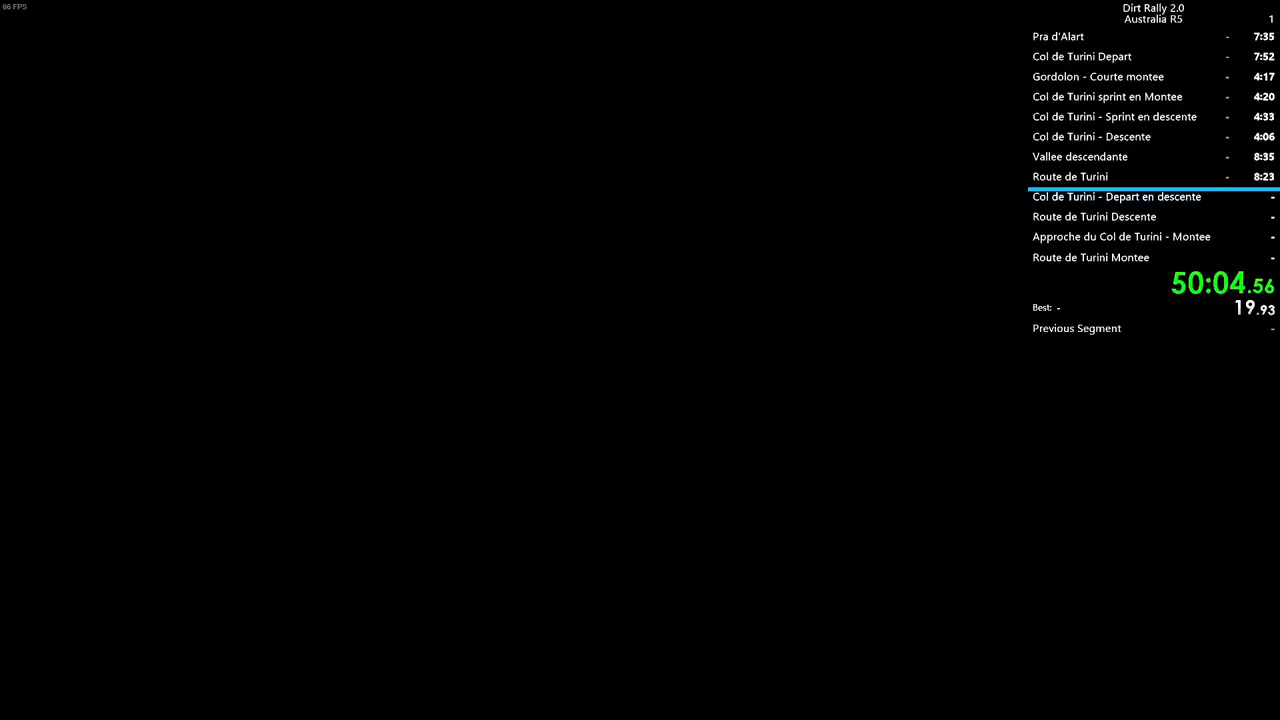 66 FPS
Dirt Rally 2.0
Australia R5 1
Pra d'Alart - 7:35
Col de Turini Depart - 7:52
Gordolon - Courte montee - 4:17
Col de Turini sprint en Montee - 4:20
Col de Turini - Sprint en descente - 4:33
Col de Turini - Descente - 4:06
Vallee descendante - 8:35
Route de Turini - 8:23
Col de Turini - Depart en descente -
Route de Turini Descente -
Approche du Col de Turini - Montee -
Route de Turini Montee -
50:04.56
Best: - 19.93
Previous Segment -